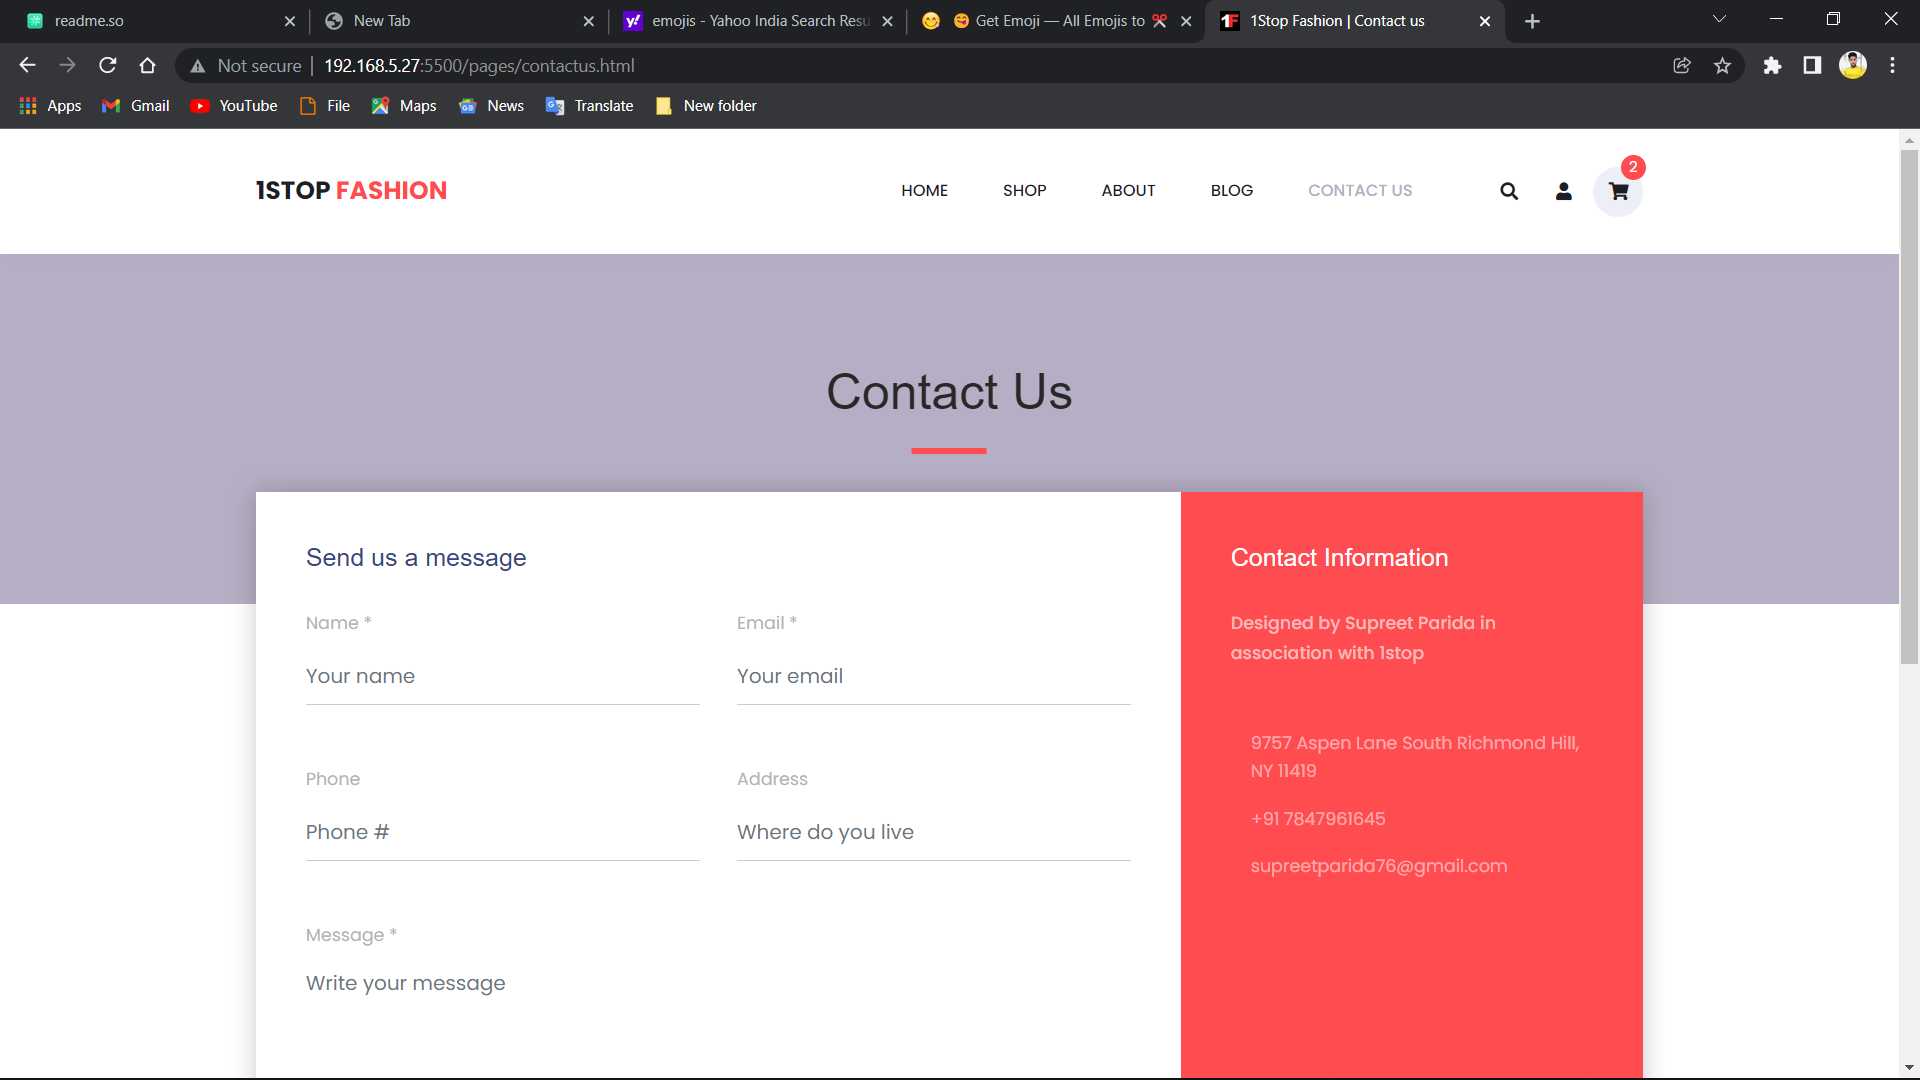 readme.so
New Tab
emojis - Yahoo India Search Resu
Get Emoji — All Emojis to
1Stop Fashion | Contact us
Not secure
192.168.5.27:5500/pages/contactus.html
Apps
Gmail
YouTube
File
Maps
News
Translate
New folder
1STOP FASHION
HOME
SHOP
ABOUT
BLOG
CONTACT US
2
Contact Us
Send us a message
Name *
Email *
Your name
Your email
Phone
Address
Phone #
Where do you live
Message *
Write your message
Contact Information
Designed by Supreet Parida in
association with 1stop
9757 Aspen Lane South Richmond Hill,
NY 11419
+91 7847961645
supreetparida76@gmail.com